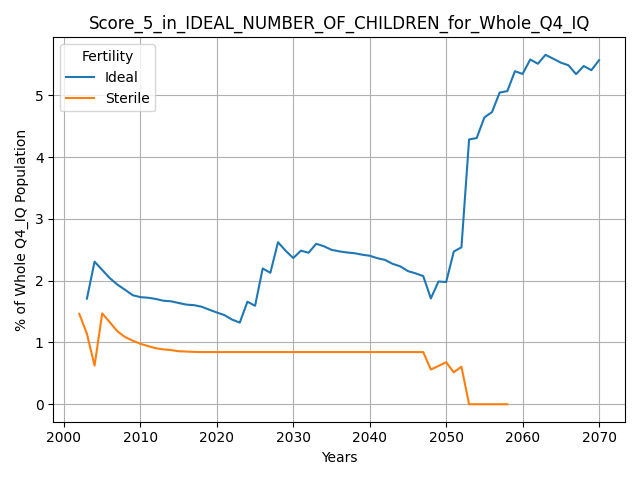 Score_5_in_IDEAL_NUMBER_OF_CHILDREN_for_Whole_Q4_IQ
Fertility
Ideal
Sterile
% of Whole Q4_IQ Population
5
4
3
2
1
0
2000 2010 2020 2030 2040 2050 2060 2070
Years